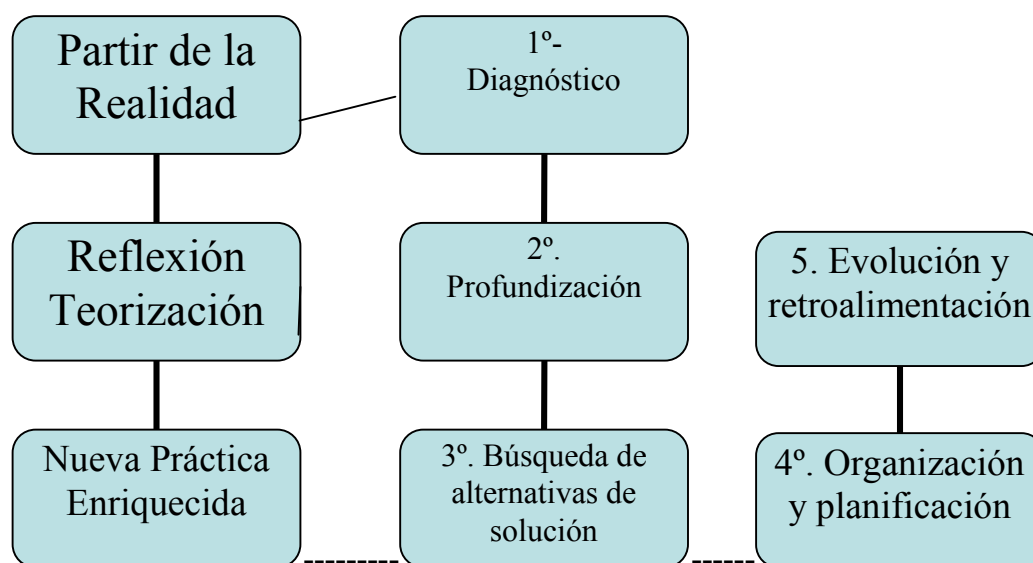 Partir de la
Realidad
1º-
Diagnóstico
Reflexión
Teorización
2º.
Profundización
5. Evolución y
retroalimentación
Nueva Práctica
Enriquecida
3º. Búsqueda de
alternativas de
solución
4º. Organización
y planificación